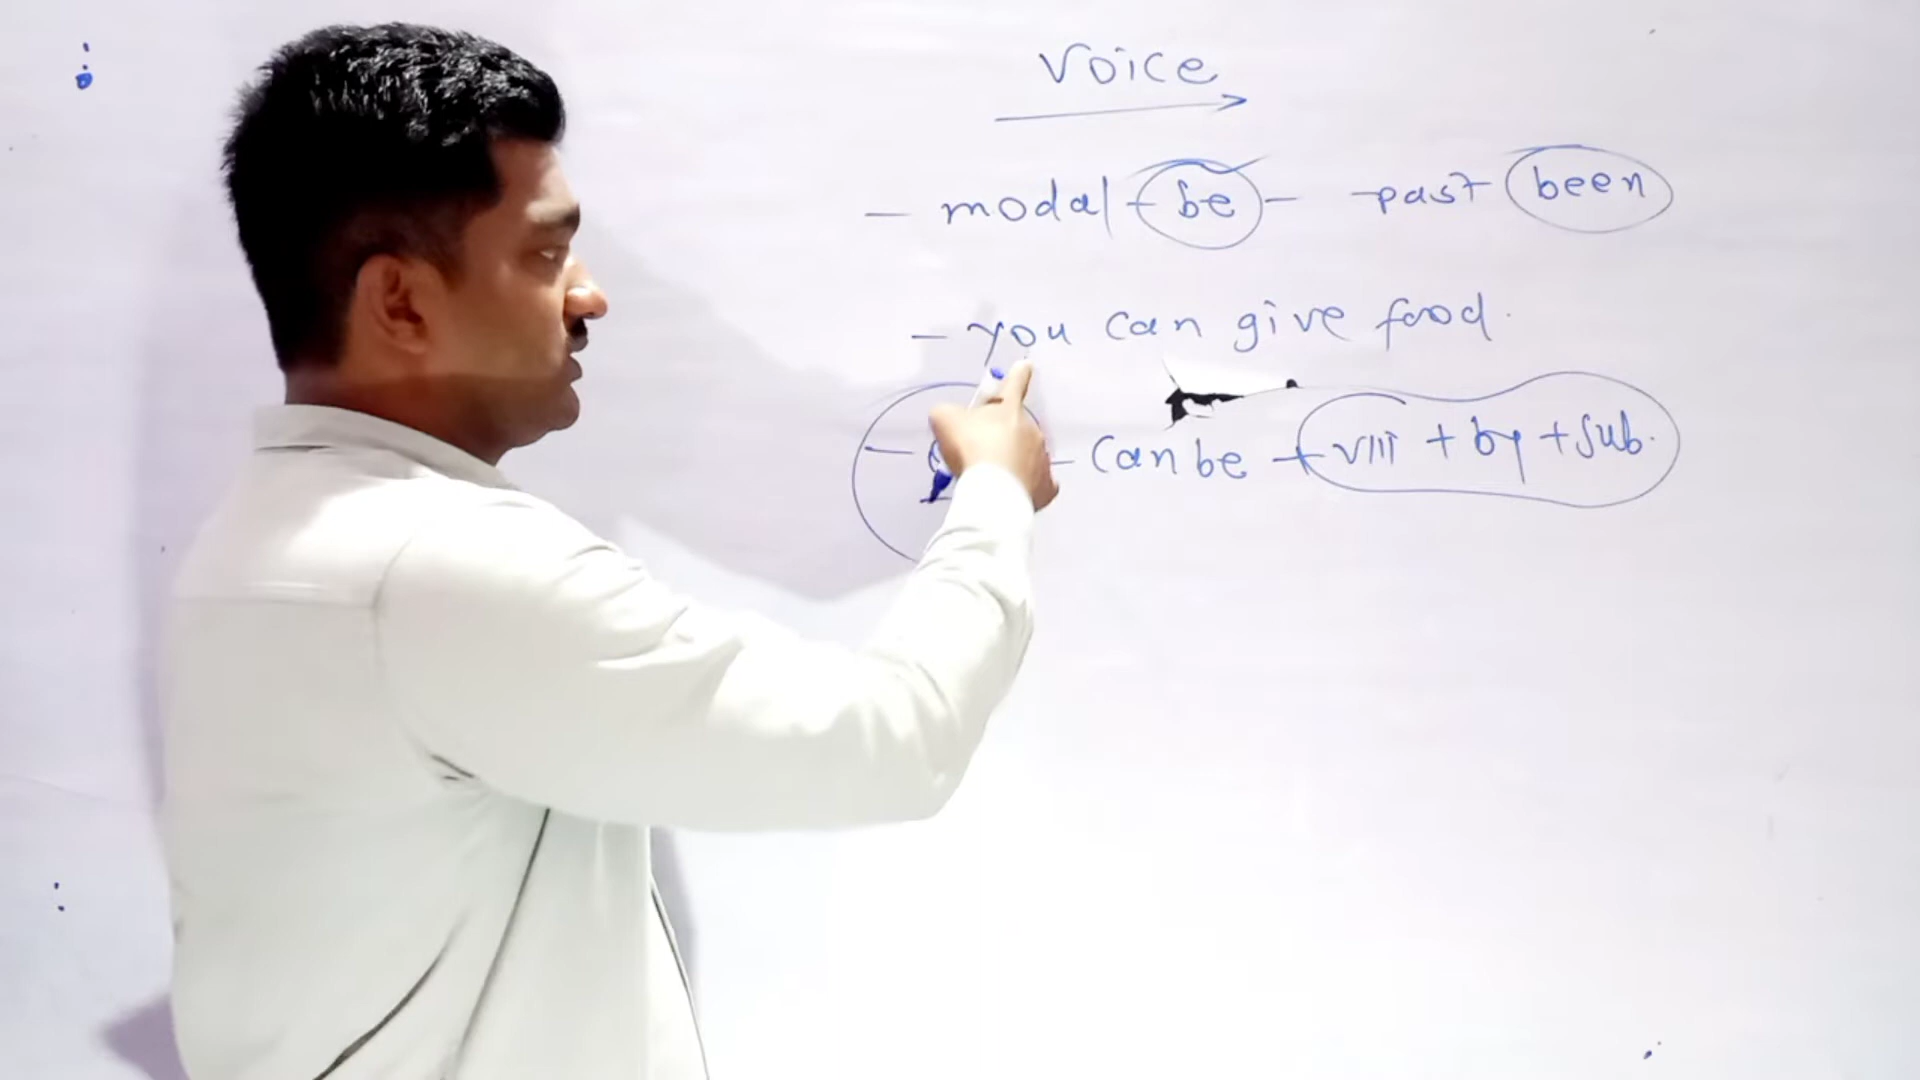 Voice
- modal - be - past been
- you can give food.
- - Can be + VIII + by + Sub.